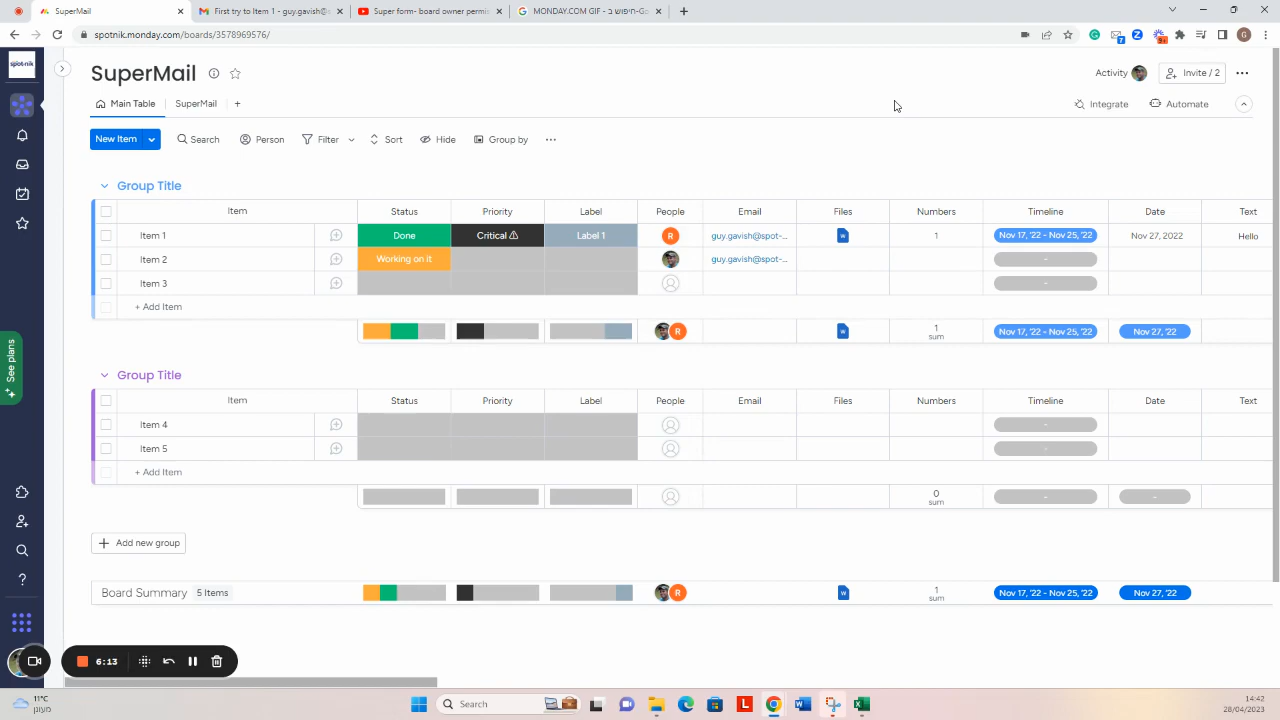 SuperMail
First try to Item 1 - guy.gavish@
Super form- board owner perspec
MONDAY.COM GIF - חיפוש ב-Go
spotnik.monday.com/boards/3578969576/
spot-nik
SuperMail
Activity
Invite / 2
Main Table
SuperMail
+
Integrate
Automate
New Item
Search
Person
Filter
Sort
Hide
Group by
See plans
Group Title
Item Status Priority Label People Email Files Numbers Timeline Date Text
Item 1 Done Critical Label 1 R guy.gavish@spot-... 1 Nov 17, '22 - Nov 25, '22 Nov 27, 2022 Hello
Item 2 Working on it guy.gavish@spot-... -
Item 3 -
+ Add Item
R 1 sum Nov 17, '22 - Nov 25, '22 Nov 27, '22
Group Title
Item Status Priority Label People Email Files Numbers Timeline Date Text
Item 4 -
Item 5 -
+ Add Item
0 sum - -
+ Add new group
Board Summary 5 Items R 1 sum Nov 17, '22 - Nov 25, '22 Nov 27, '22
6:13
11°C
Search
14:42
28/04/2023